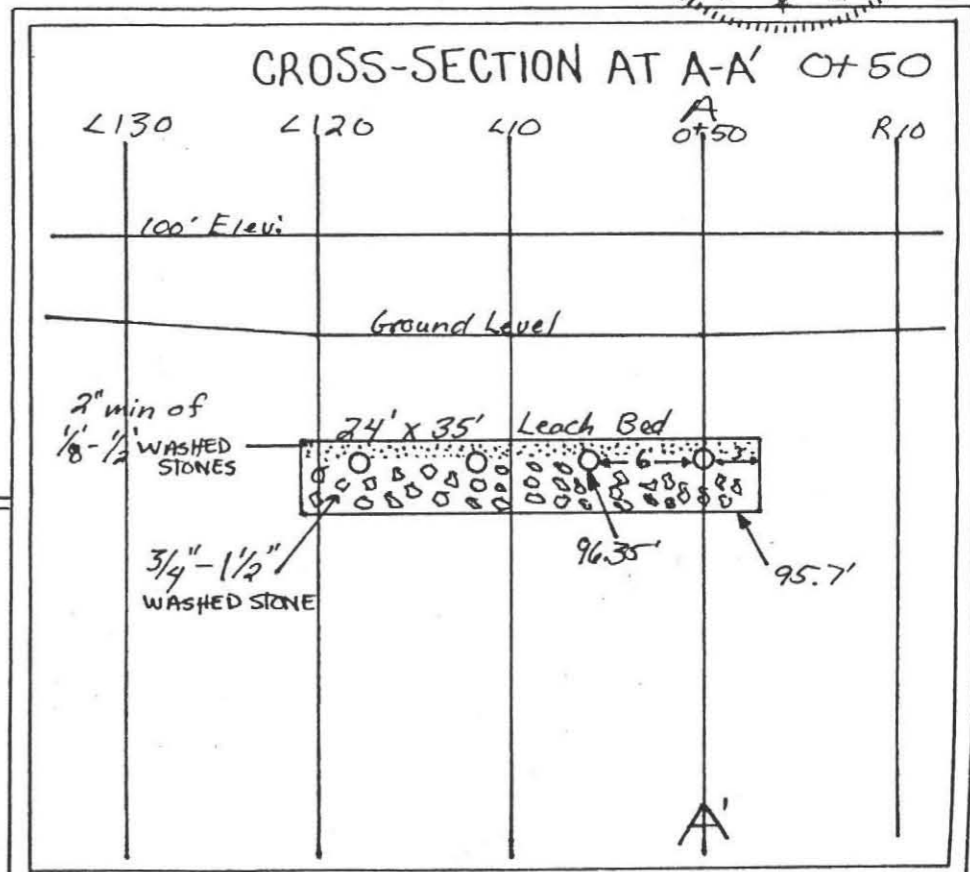 CROSS-SECTION AT A-A' 0+50
L130 L120 L10 A 0+50 R10
100' Elev:
Ground Level
2" min of
1/8-1/2" WASHED
STONES
24' x 35' Leach Bed
6' 3'
3/4"-1 1/2"
WASHED STONE
96.35'
95.7'
A'